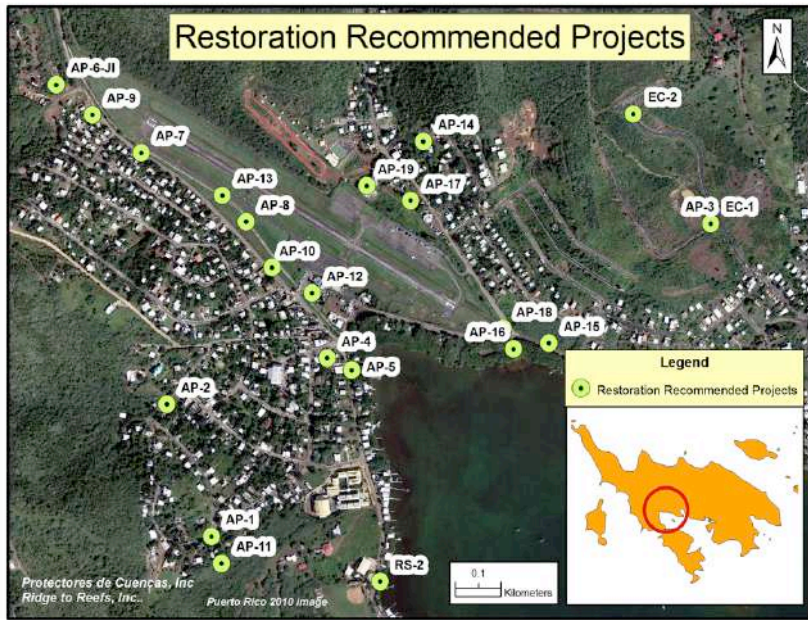 Restoration Recommended Projects
N
AP-6-JI
AP-9
AP-7
AP-14
EC-2
AP-19
AP-17
AP-13
AP-8
AP-3
EC-1
AP-10
AP-12
AP-18
AP-16
AP-15
AP-4
AP-5
AP-2
Legend
Restoration Recommended Projects
AP-1
AP-11
RS-2
0.1
Kilometers
Protectores de Cuencas, Inc
Ridge to Reefs, Inc..
Puerto Rico 2010 image